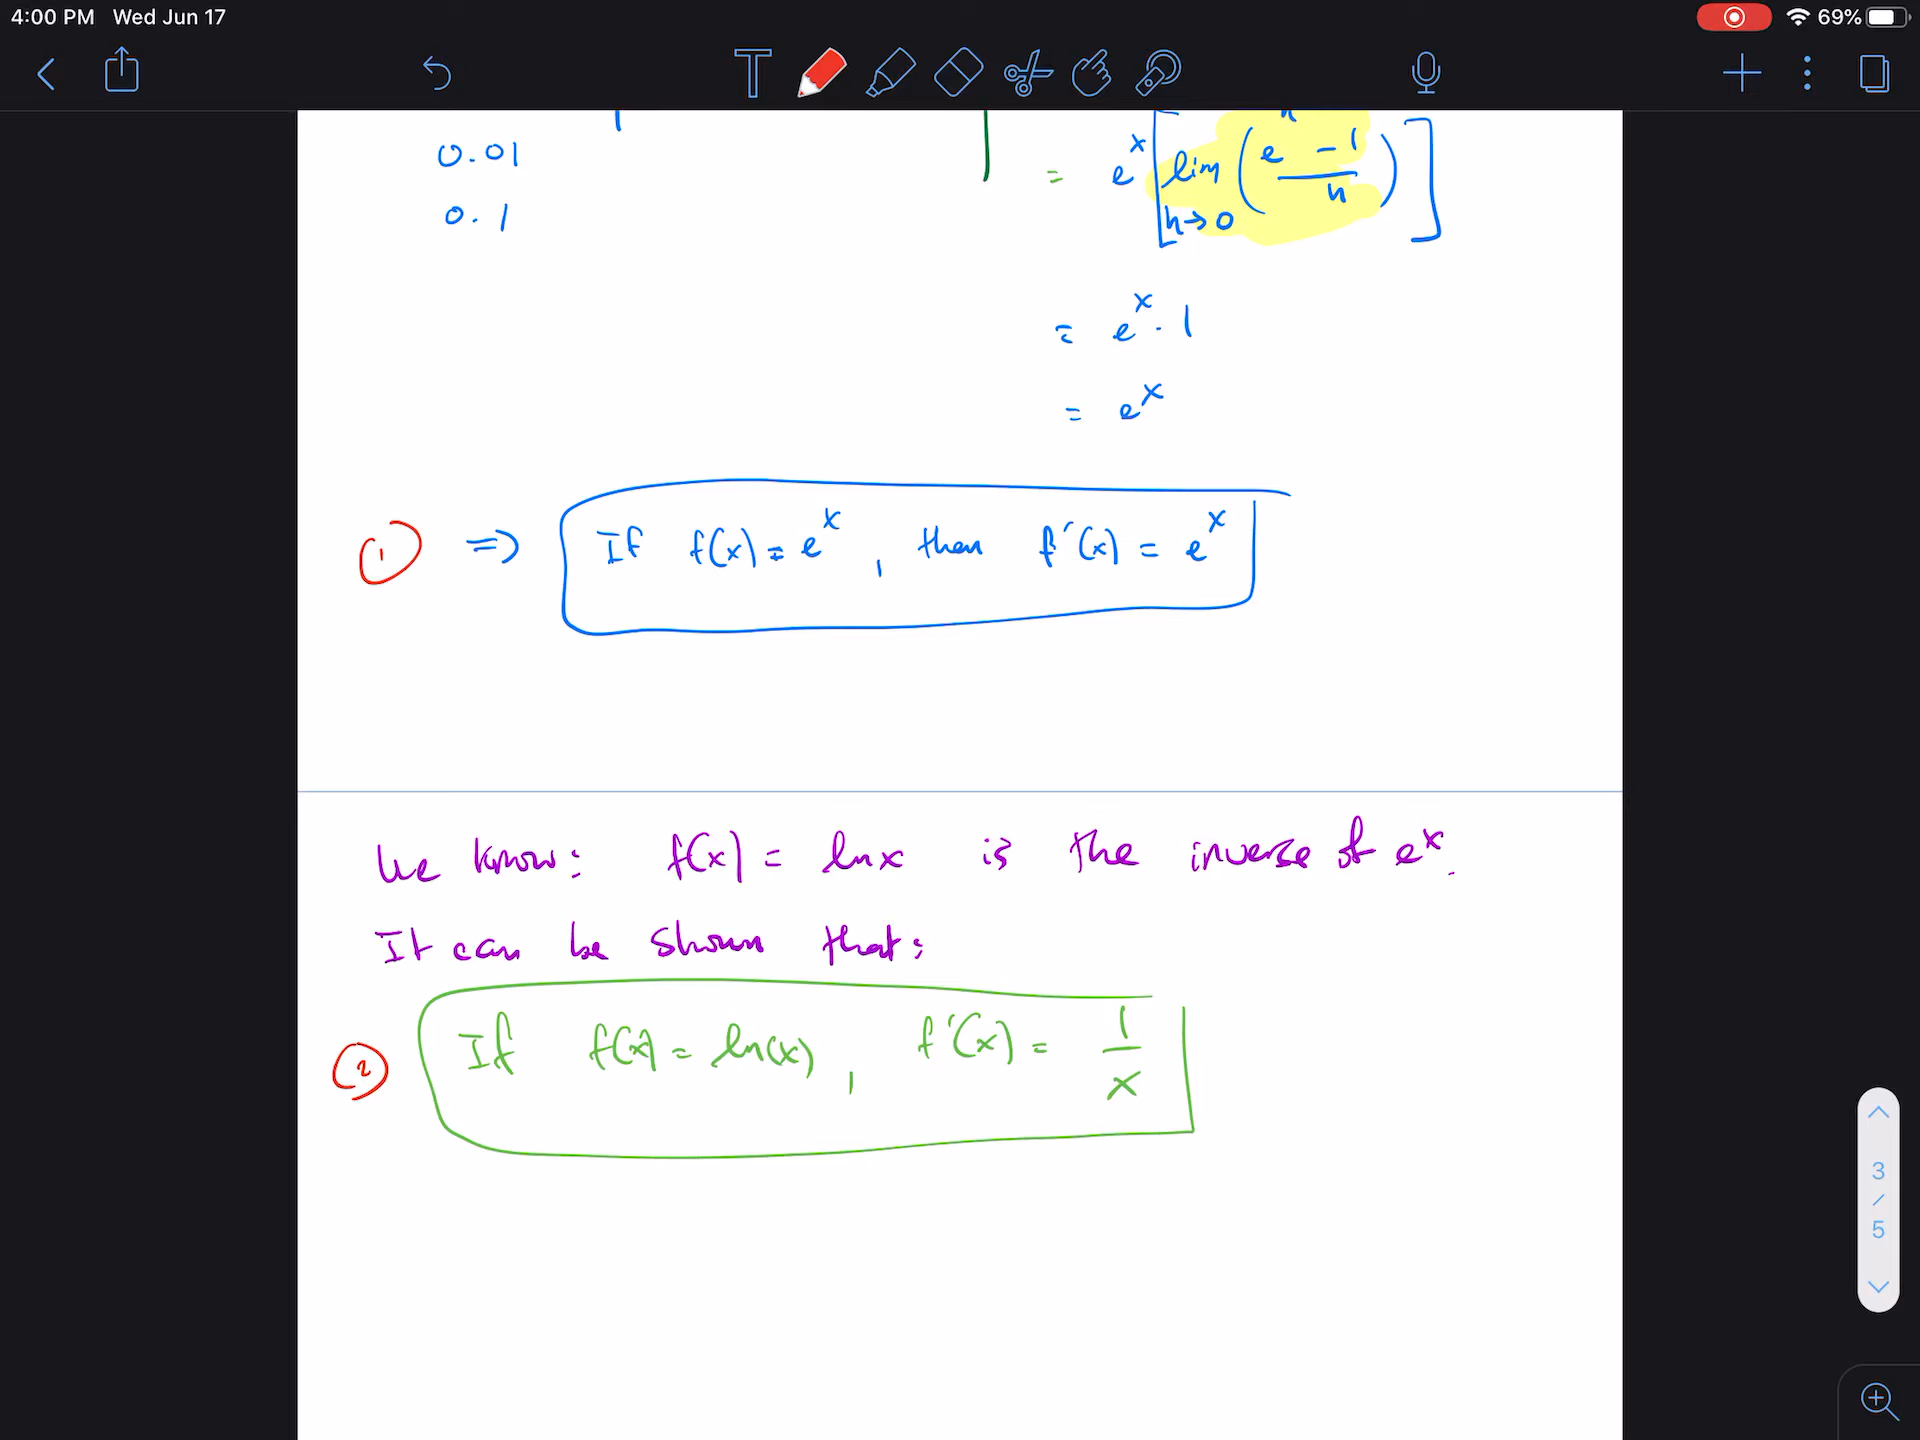 4:00 PM Wed Jun 17
69%
T
0.01
0.1
= e^x [ lim h→0 ( (e^h - 1) / h ) ]
= e^x · 1
= e^x
① ⇒ If f(x) = e^x, then f'(x) = e^x
We know: f(x) = ln x is the inverse of e^x.
It can be shown that:
② If f(x) = ln(x), f'(x) = 1/x
3
/
5